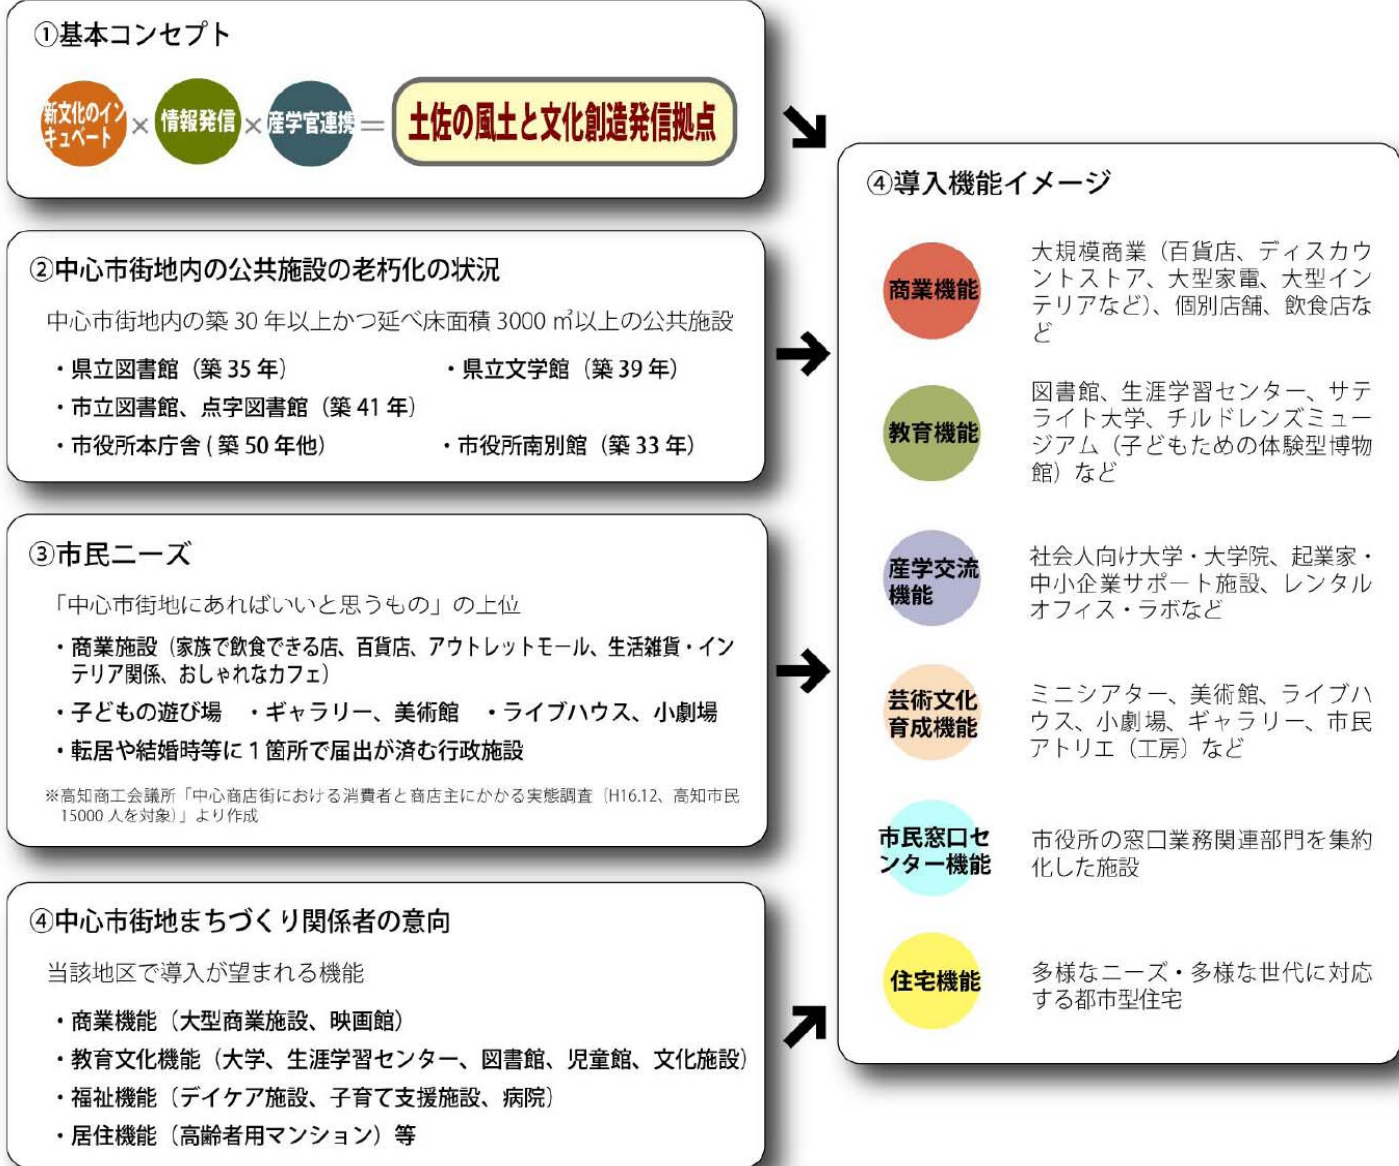 ①基本コンセプト
新文化のイン
キュベート
×
情報発信
×
産学官連携
＝
土佐の風土と文化創造発信拠点
②中心市街地内の公共施設の老朽化の状況
中心市街地内の築 30 年以上かつ延べ床面積 3000 ㎡以上の公共施設
・県立図書館（築 35 年）　・県立文学館（築 39 年）
・市立図書館、点字図書館（築 41 年）
・市役所本庁舎 ( 築 50 年他）　・市役所南別館（築 33 年）
③市民ニーズ
「中心市街地にあればいいと思うもの」の上位
・商業施設（家族で飲食できる店、百貨店、アウトレットモール、生活雑貨・イン
テリア関係、おしゃれなカフェ）
・子どもの遊び場　・ギャラリー、美術館　・ライブハウス、小劇場
・転居や結婚時等に 1 箇所で届出が済む行政施設
※高知商工会議所「中心商店街における消費者と商店主にかかる実態調査（H16.12、高知市民
15000 人を対象）」より作成
④中心市街地まちづくり関係者の意向
当該地区で導入が望まれる機能
・商業機能（大型商業施設、映画館）
・教育文化機能（大学、生涯学習センター、図書館、児童館、文化施設）
・福祉機能（デイケア施設、子育て支援施設、病院）
・居住機能（高齢者用マンション）等
④導入機能イメージ
商業機能
大規模商業（百貨店、ディスカウ
ントストア、大型家電、大型イン
テリアなど）、個別店舗、飲食店な
ど
教育機能
図書館、生涯学習センター、サテ
ライト大学、チルドレンズミュー
ジアム（子どもための体験型博物
館）など
産学交流
機能
社会人向け大学・大学院、起業家・
中小企業サポート施設、レンタル
オフィス・ラボなど
芸術文化
育成機能
ミニシアター、美術館、ライブハ
ウス、小劇場、ギャラリー、市民
アトリエ（工房）など
市民窓口セ
ンター機能
市役所の窓口業務関連部門を集約
化した施設
住宅機能
多様なニーズ・多様な世代に対応
する都市型住宅